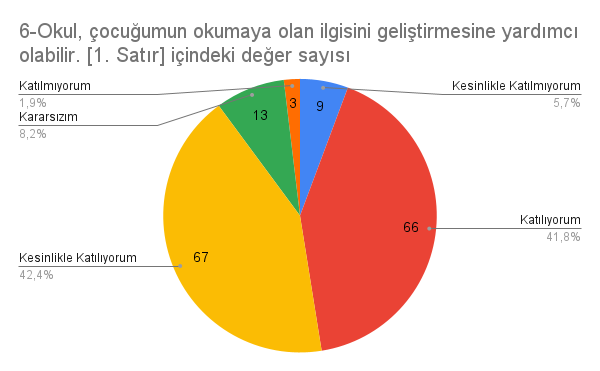 6-Okul, çocuğumun okumaya olan ilgisini geliştirmesine yardımcı
olabilir. [1. Satır] içindeki değer sayısı
Katılmıyorum
1,9%
Kararsızım
8,2%
Kesinlikle Katılıyorum
42,4%
Kesinlikle Katılmıyorum
5,7%
Katılıyorum
41,8%
3
9
13
66
67